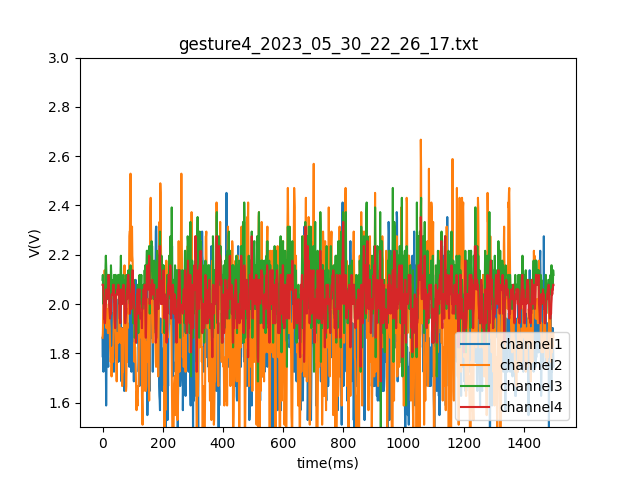 gesture4_2023_05_30_22_26_17.txt
V(V)
3.0
2.8
2.6
2.4
2.2
2.0
1.8
1.6
channel1
channel2
channel3
channel4
0 200 400 600 800 1000 1200 1400
time(ms)